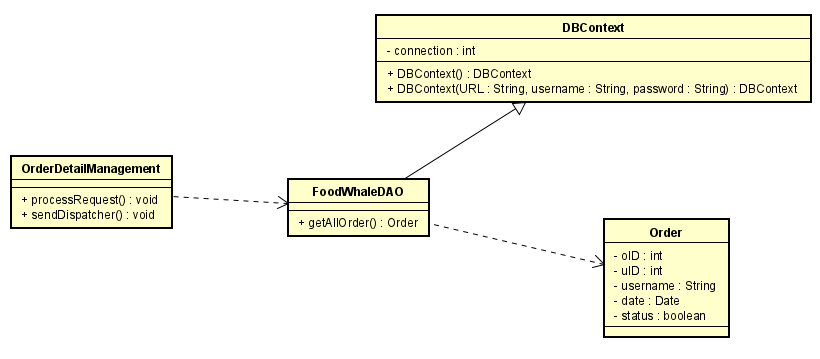 DBContext
- connection : int
+ DBContext() : DBContext
+ DBContext(URL : String, username : String, password : String) : DBContext
OrderDetailManagement
+ processRequest() : void
+ sendDispatcher() : void
FoodWhaleDAO
+ getAllOrder() : Order
Order
- oID : int
- uID : int
- username : String
- date : Date
- status : boolean